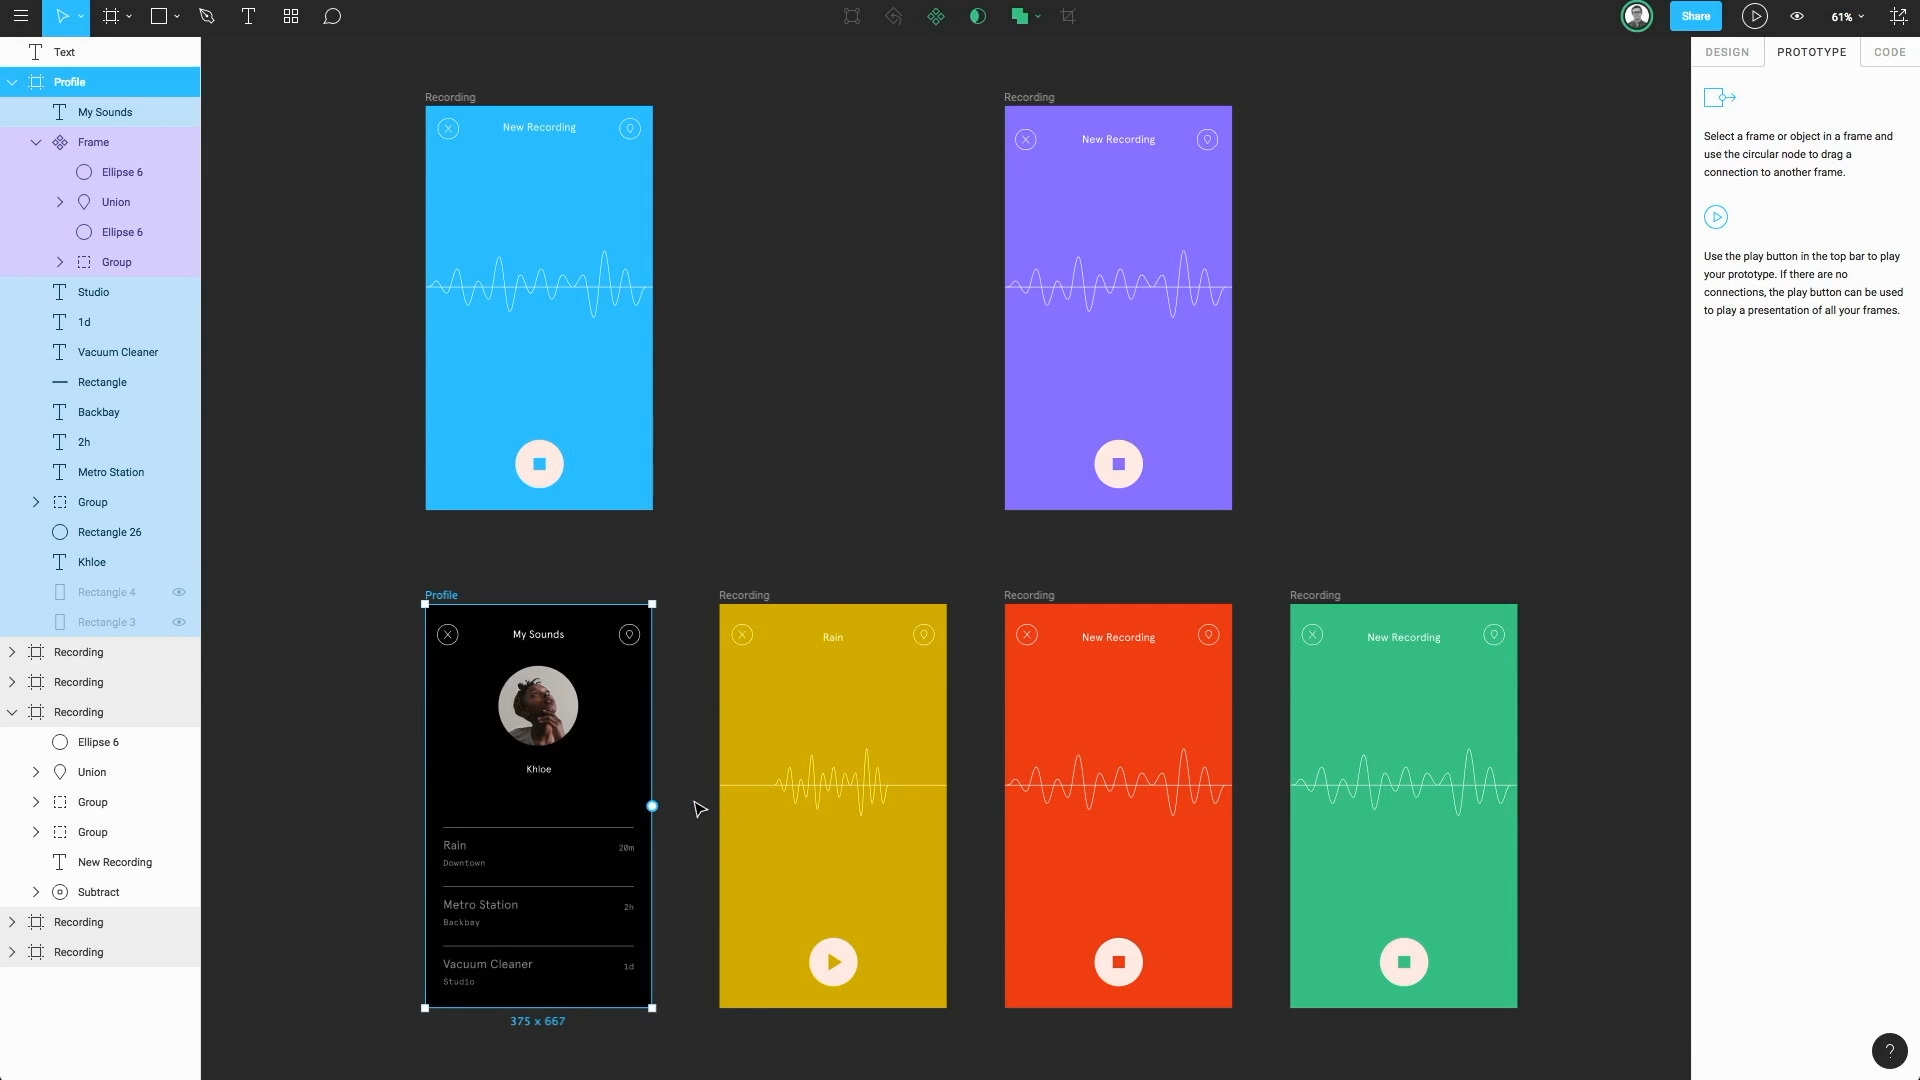 Share
61%
Text
Profile
My Sounds
Frame
Ellipse 6
Union
Ellipse 6
Group
Studio
1d
Vacuum Cleaner
Rectangle
Backbay
2h
Metro Station
Group
Rectangle 26
Khloe
Rectangle 4
Rectangle 3
Recording
Recording
Recording
Ellipse 6
Union
Group
Group
New Recording
Subtract
Recording
Recording
Recording
New Recording
Recording
New Recording
Profile
My Sounds
Khloe
Rain
20m
Downtown
Metro Station
2h
Backbay
Vacuum Cleaner
1d
Studio
375 x 667
Recording
Rain
Recording
New Recording
Recording
New Recording
DESIGN
PROTOTYPE
CODE
Select a frame or object in a frame and
use the circular node to drag a
connection to another frame.
Use the play button in the top bar to play
your prototype. If there are no
connections, the play button can be used
to play a presentation of all your frames.
?